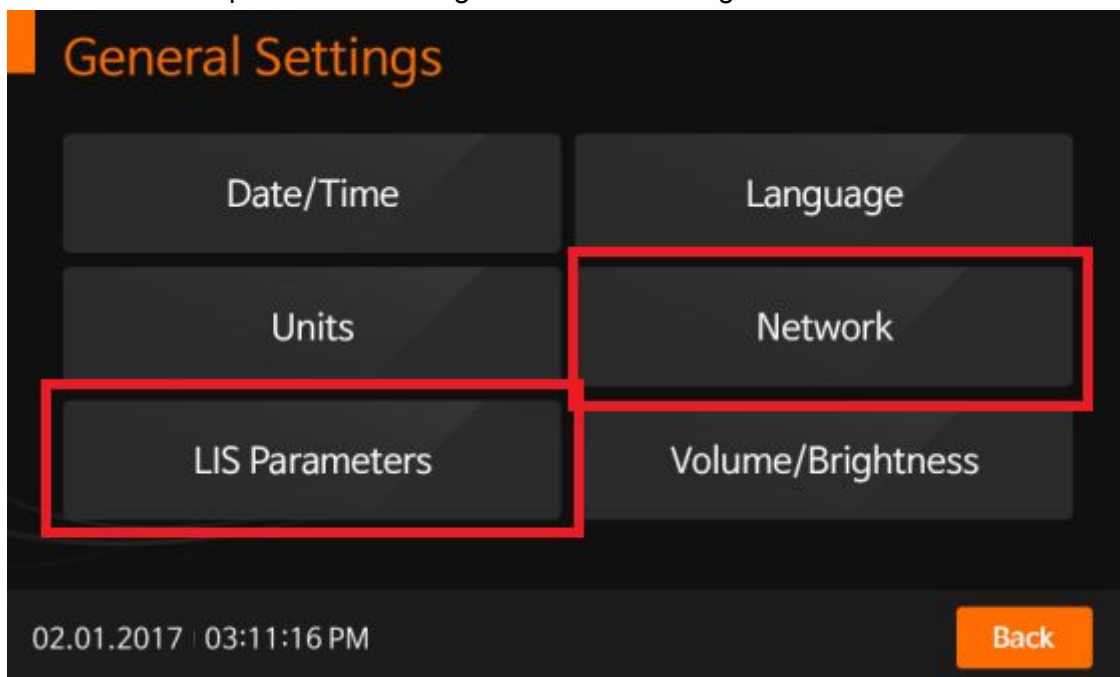 General Settings
Date/Time Language
Units Network
LIS Parameters Volume/Brightness
02.01.2017 03:11:16 PM Back